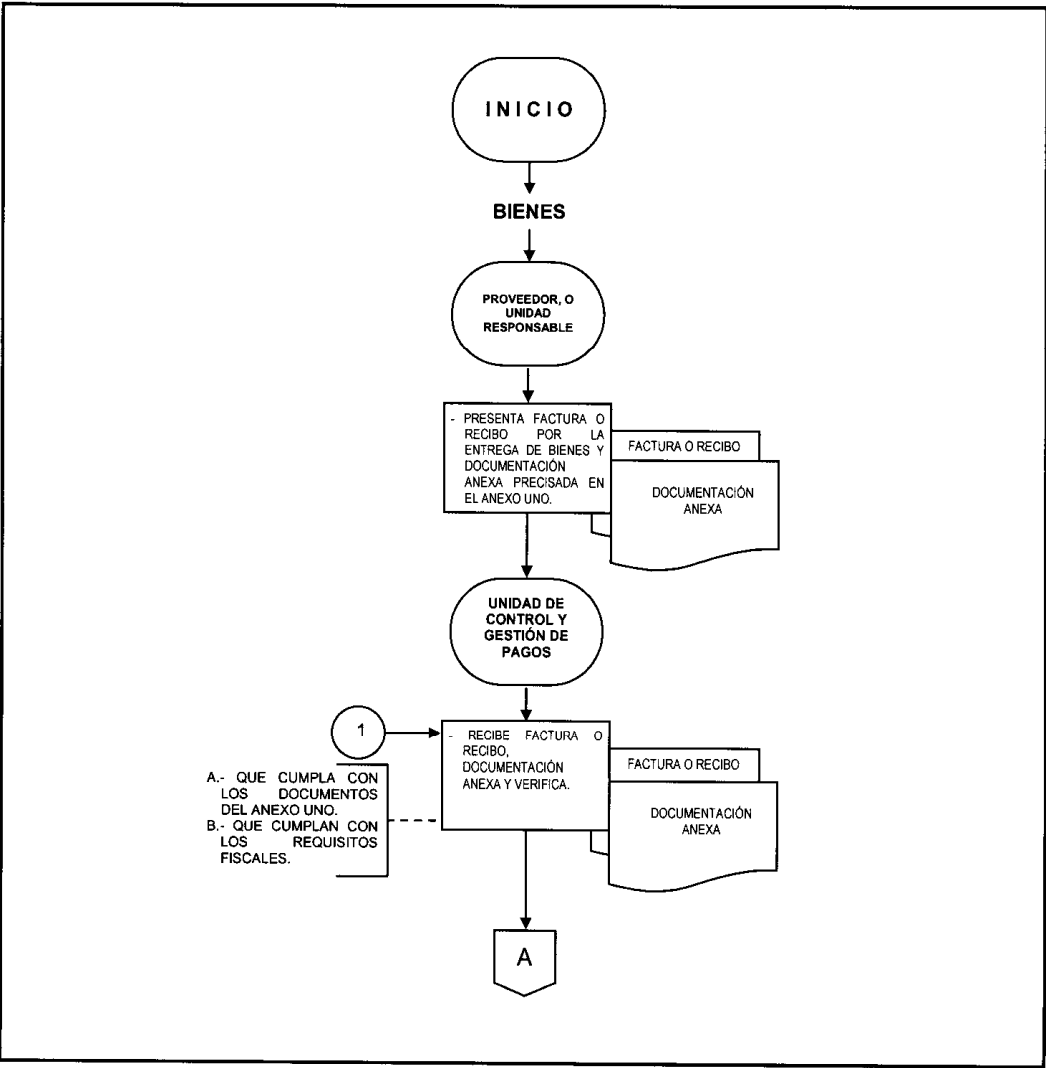 INICIO
BIENES
PROVEEDOR, O
UNIDAD
RESPONSABLE
- PRESENTA FACTURA O
RECIBO POR LA
ENTREGA DE BIENES Y
DOCUMENTACIÓN
ANEXA PRECISADA EN
EL ANEXO UNO.
FACTURA O RECIBO
DOCUMENTACIÓN
ANEXA
UNIDAD DE
CONTROL Y
GESTIÓN DE
PAGOS
1
- RECIBE FACTURA O
RECIBO,
DOCUMENTACIÓN
ANEXA Y VERIFICA.
FACTURA O RECIBO
DOCUMENTACIÓN
ANEXA
A.- QUE CUMPLA CON
LOS DOCUMENTOS
DEL ANEXO UNO.
B.- QUE CUMPLAN CON
LOS REQUISITOS
FISCALES.
A